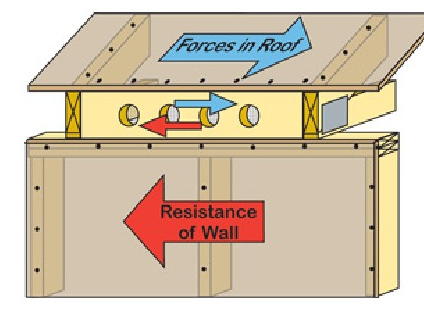 Forces in Roof
Resistance
of Wall